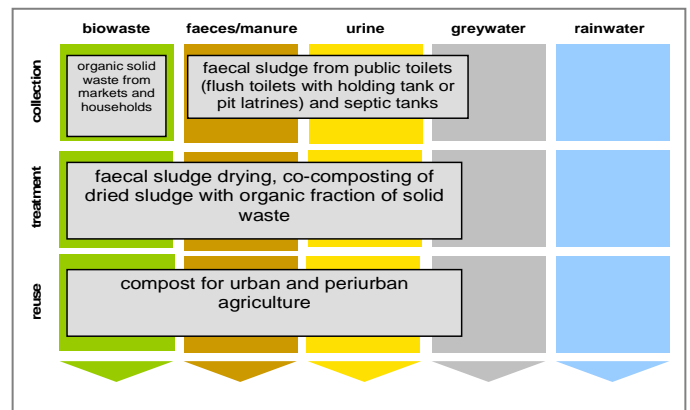 biowaste faeces/manure urine greywater rainwater
collection
organic solid
waste from
markets and
households
faecal sludge from public toilets
(flush toilets with holding tank or
pit latrines) and septic tanks
treatment
faecal sludge drying, co-composting of
dried sludge with organic fraction of solid
waste
reuse
compost for urban and periurban
agriculture